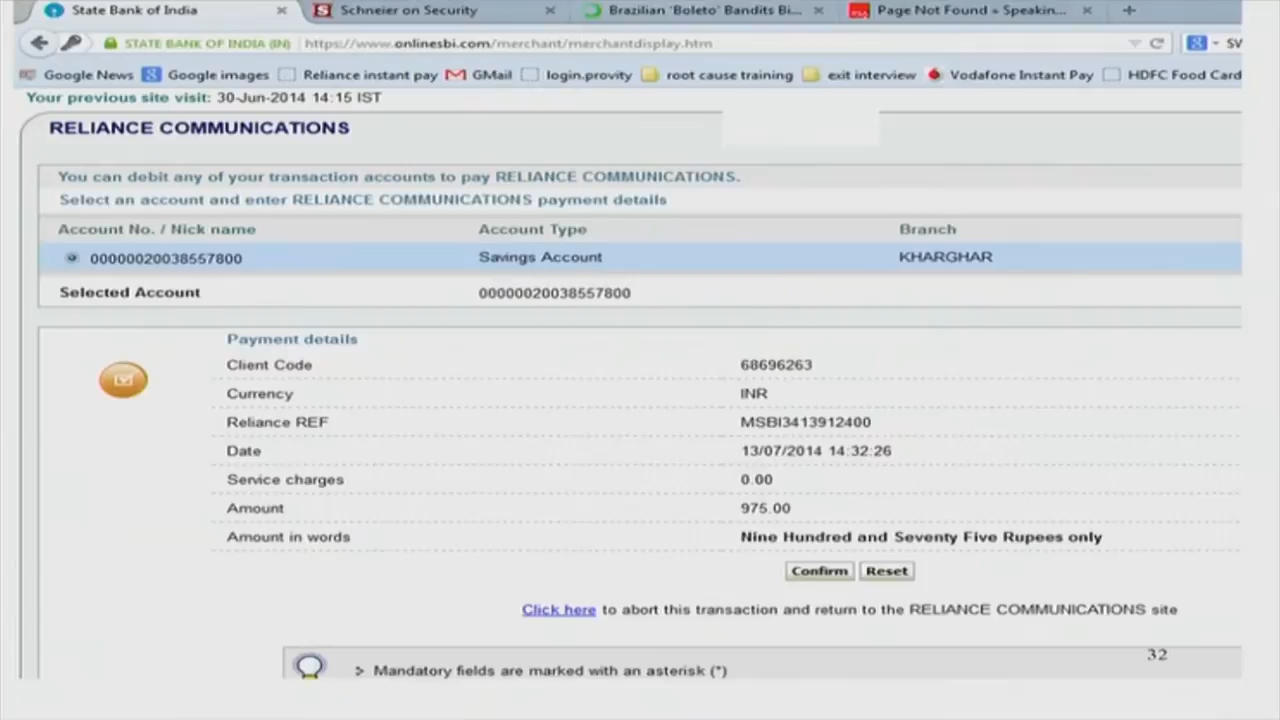 State Bank of India
Schneier on Security
Brazilian 'Boleto' Bandits Bi...
Page Not Found « Speakin...
STATE BANK OF INDIA (IN) https://www.onlinesbi.com/merchant/merchantdisplay.htm
Google News Google images Reliance instant pay GMail login.provity root cause training exit interview Vodafone Instant Pay HDFC Food Card
Your previous site visit: 30-Jun-2014 14:15 IST
RELIANCE COMMUNICATIONS
You can debit any of your transaction accounts to pay RELIANCE COMMUNICATIONS.
Select an account and enter RELIANCE COMMUNICATIONS payment details
Account No. / Nick name Account Type Branch
00000020038557800 Savings Account KHARGHAR
Selected Account 00000020038557800
Payment details
Client Code 68696263
Currency INR
Reliance REF MSBI3413912400
Date 13/07/2014 14:32:26
Service charges 0.00
Amount 975.00
Amount in words Nine Hundred and Seventy Five Rupees only
Confirm Reset
Click here to abort this transaction and return to the RELIANCE COMMUNICATIONS site
> Mandatory fields are marked with an asterisk (*)
32